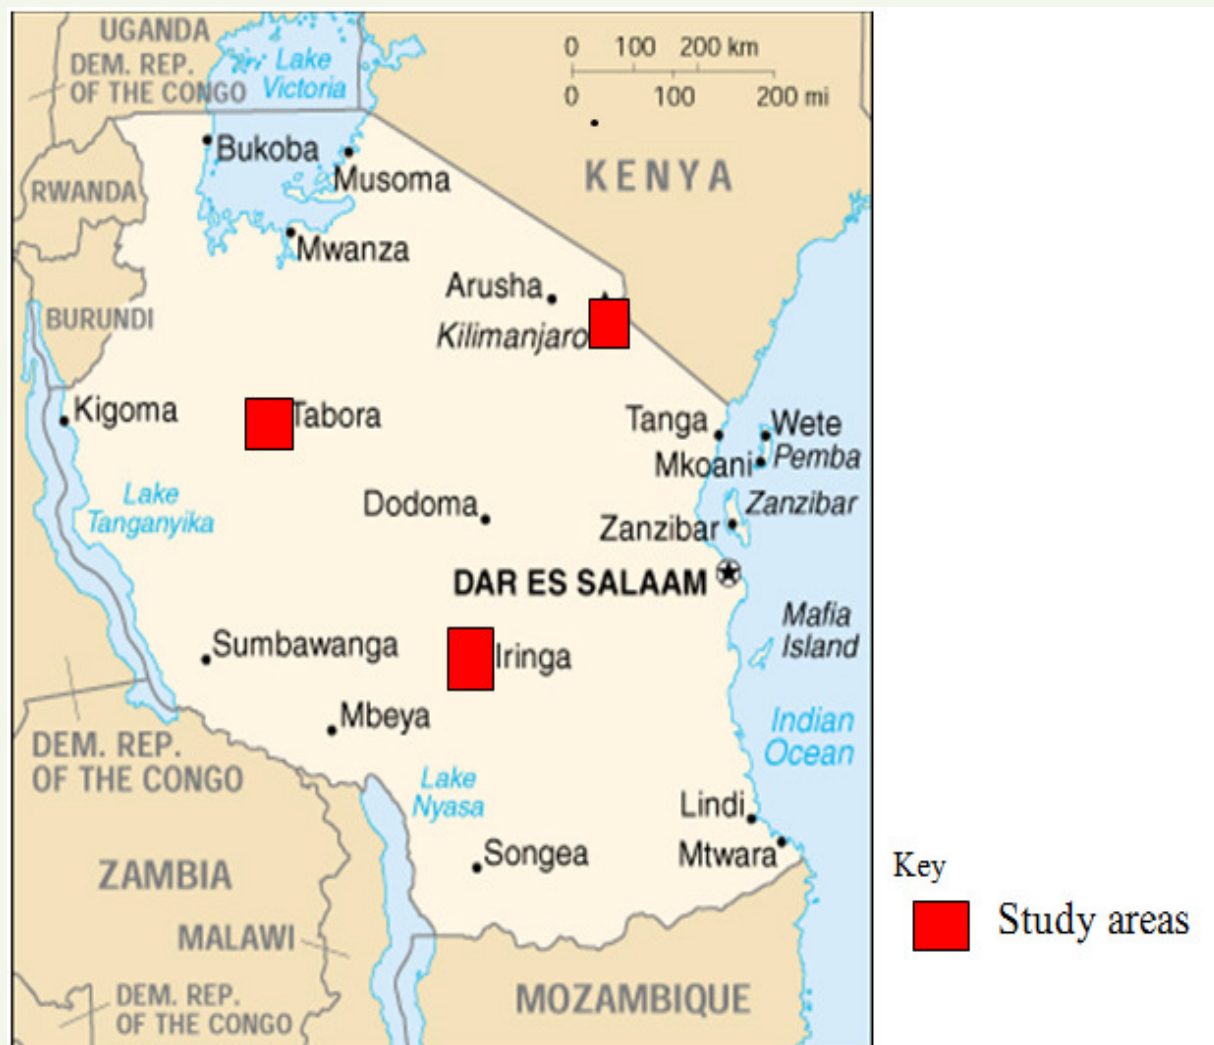 UGANDA
DEM. REP.
OF THE CONGO
Lake
Victoria
0 100 200 km
0 100 200 mi
KENYA
Bukoba
Musoma
RWANDA
Mwanza
Arusha
BURUNDI
Kilimanjaro
Kigoma
Tabora
Tanga
Wete
Mkoani
Pemba
Lake
Tanganyika
Dodoma
Zanzibar
Zanzibar
DAR ES SALAAM
Mafia
Island
Sumbawanga
Iringa
Mbeya
Indian
Ocean
DEM. REP.
OF THE CONGO
Lake
Nyasa
Lindi
Songea
Mtwara
Key
ZAMBIA
Study areas
MALAWI
DEM. REP.
OF THE CONGO
MOZAMBIQUE